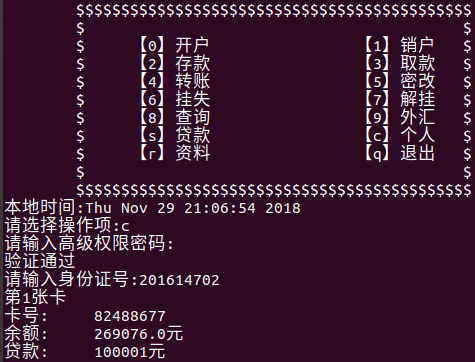 $$$$$$$$$$$$$$$$$$$$$$$$$$$$$$$$$$$$$$$$$$$
$ $
$ 【0】开户 【1】销户 $
$ 【2】存款 【3】取款 $
$ 【4】转账 【5】密改 $
$ 【6】挂失 【7】解挂 $
$ 【8】查询 【9】外汇 $
$ 【s】贷款 【c】个人 $
$ 【r】资料 【q】退出 $
$ $
$$$$$$$$$$$$$$$$$$$$$$$$$$$$$$$$$$$$$$$$$$$
本地时间:Thu Nov 29 21:06:54 2018
请选择操作项:c
请输入高级权限密码:
验证通过
请输入身份证号:201614702
第1张卡
卡号: 82488677
余额: 269076.0元
贷款: 100001元